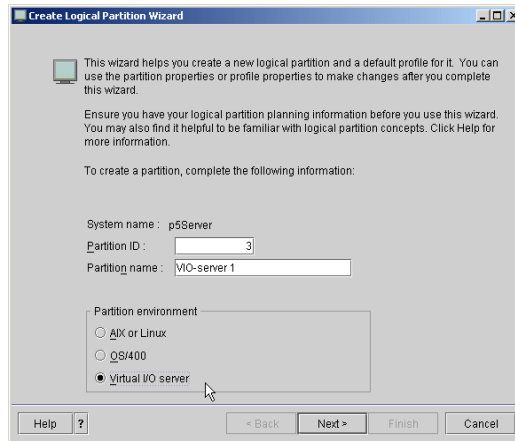 Create Logical Partition Wizard
This wizard helps you create a new logical partition and a default profile for it. You can
use the partition properties or profile properties to make changes after you complete
this wizard.
Ensure you have your logical partition planning information before you use this wizard.
You may also find it helpful to be familiar with logical partition concepts. Click Help for
more information.
To create a partition, complete the following information:
System name : p5Server
Partition ID : 3
Partition name : VIO-server 1
Partition environment
AIX or Linux
OS/400
Virtual I/O server
Help ? < Back Next > Finish Cancel